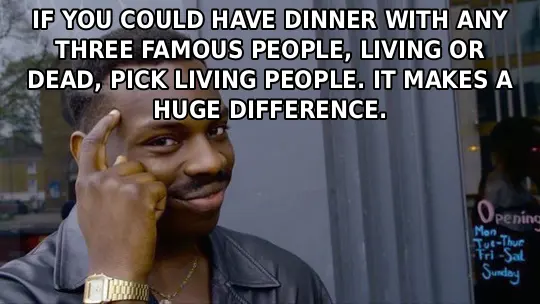 IF YOU COULD HAVE DINNER WITH ANY
THREE FAMOUS PEOPLE, LIVING OR
DEAD, PICK LIVING PEOPLE. IT MAKES A
HUGE DIFFERENCE.
Opening
Mon
Tue-Thur
Fri-Sat
Sunday